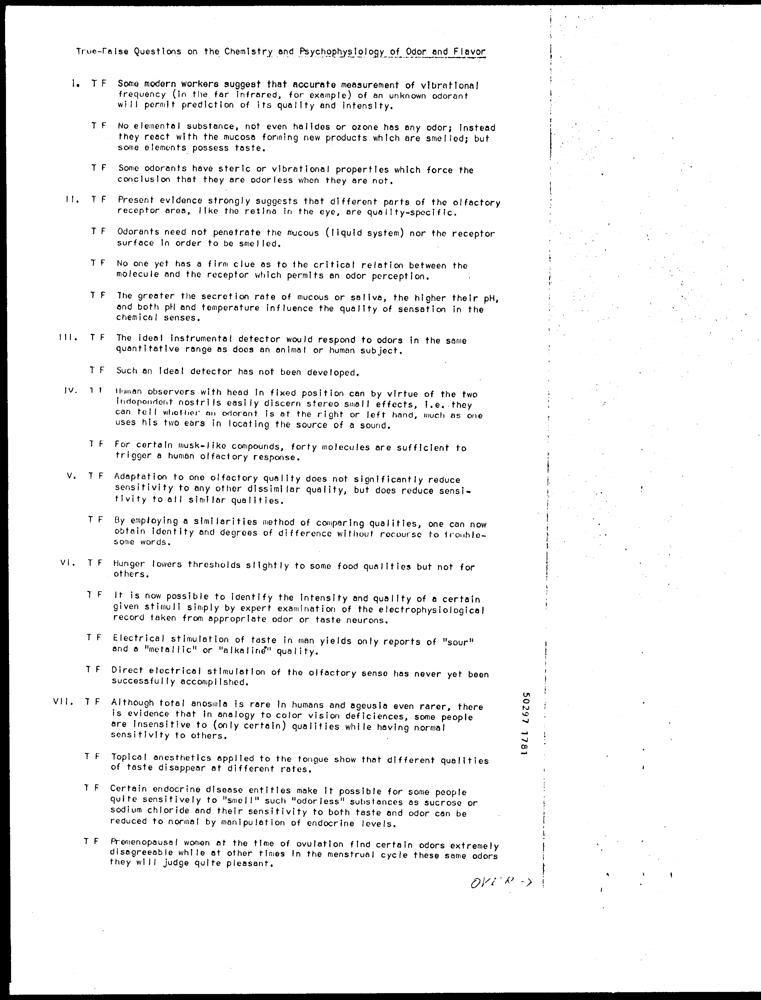 True-False Questions on the Chemistry and Psychophysiology of Odor and Flavor
I. T F Some modern workers suggest that accurate measurement of vibrational
frequency (in the far infrared, for example) of an unknown odorant
will permit prediction of its quality and intensity.
T F No elemental substance, not even halides or ozone has any odor; instead
they react with the mucosa forming new products which are smelled; but
some elements possess taste.
T F Some odorants have steric or vibrational properties which force the
conclusion that they are odorless when they are not.
II. T F Present evidence strongly suggests that different parts of the olfactory
receptor area, like the retina in the eye, are quality-specific.
T F Odorants need not penetrate the mucous (liquid system) nor the receptor
surface in order to be smelled.
T F No one yet has a firm clue as to the critical relation between the
molecule and the receptor which permits an odor perception.
T F The greater the secretion rate of mucous or saliva, the higher their pH,
and both pH and temperature influence the quality of sensation in the
chemical senses.
III. T F The ideal instrumental detector would respond to odors in the same
quantitative range as does an animal or human subject.
T F Such an ideal detector has not been developed.
IV. T F Human observers with head in fixed position can by virtue of the two
independent nostrils easily discern stereo smell effects, i.e. they
can tell whether an odorant is at the right or left hand, much as one
uses his two ears in locating the source of a sound.
T F For certain musk-like compounds, forty molecules are sufficient to
trigger a human olfactory response.
V. T F Adaptation to one olfactory quality does not significantly reduce
sensitivity to any other dissimilar quality, but does reduce sensi-
tivity to all similar qualities.
T F By employing a similarities method of comparing qualities, one can now
obtain identity and degrees of difference without recourse to trouble-
some words.
VI. T F Hunger lowers thresholds slightly to some food qualities but not for
others.
T F It is now possible to identify the intensity and quality of a certain
given stimuli simply by expert examination of the electrophysiological
record taken from appropriate odor or taste neurons.
T F Electrical stimulation of taste in man yields only reports of "sour"
and a "metallic" or "alkaline" quality.
T F Direct electrical stimulation of the olfactory sense has never yet been
successfully accomplished.
VII. T F Although total anosmia is rare in humans and ageusia even rarer, there
is evidence that in analogy to color vision deficiences, some people
are insensitive to (only certain) qualities while having normal
sensitivity to others.
T F Topical anesthetics applied to the tongue show that different qualities
of taste disappear at different rates.
T F Certain endocrine disease entities make it possible for some people
quite sensitively to "smell" such "odorless" substances as sucrose or
sodium chloride and their sensitivity to both taste and odor can be
reduced to normal by manipulation of endocrine levels.
T F Premenopausal women at the time of ovulation find certain odors extremely
disagreeable while at other times in the menstrual cycle these same odors
they will judge quite pleasant.
OVER ->
50297 1781